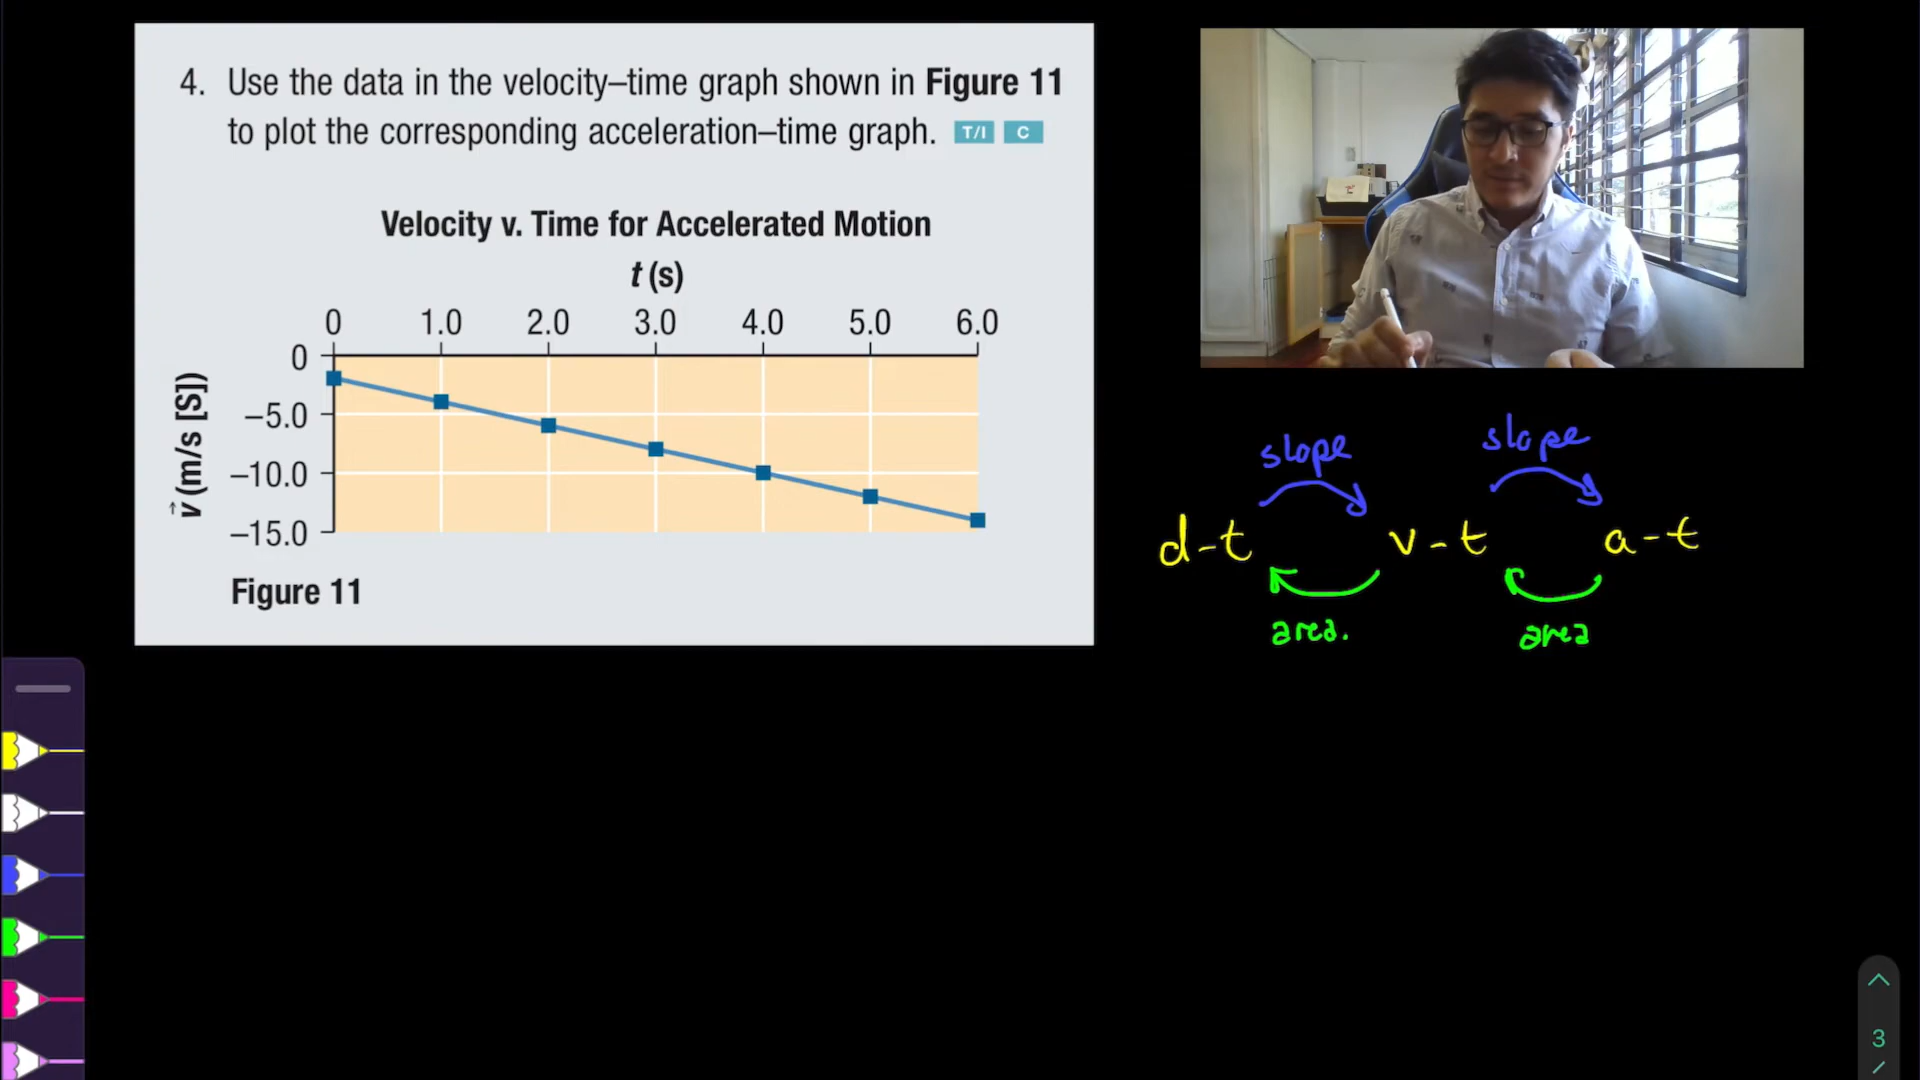 4. Use the data in the velocity–time graph shown in Figure 11
to plot the corresponding acceleration–time graph. T/I C
Velocity v. Time for Accelerated Motion
t (s)
0 1.0 2.0 3.0 4.0 5.0 6.0
0
−5.0
−10.0
−15.0
v⃗ (m/s [S])
Figure 11
slope slope
d-t v-t a-t
area. area
3